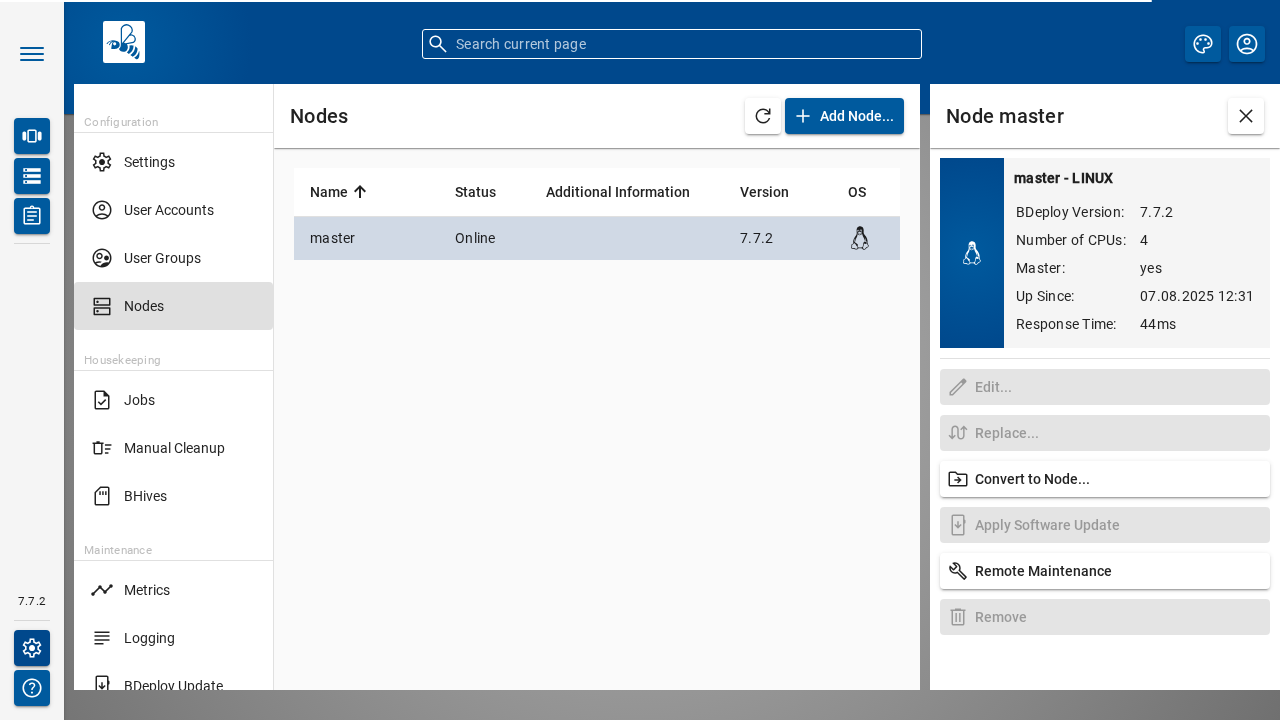 Search current page
Configuration
Settings
User Accounts
User Groups
Nodes
Housekeeping
Jobs
Manual Cleanup
BHives
Maintenance
Metrics
Logging
BDeploy Update
7.7.2
Nodes
Add Node...
Name Status Additional Information Version OS
master Online 7.7.2
Node master
master - LINUX
BDeploy Version: 7.7.2
Number of CPUs: 4
Master: yes
Up Since: 07.08.2025 12:31
Response Time: 44ms
Edit...
Replace...
Convert to Node...
Apply Software Update
Remote Maintenance
Remove